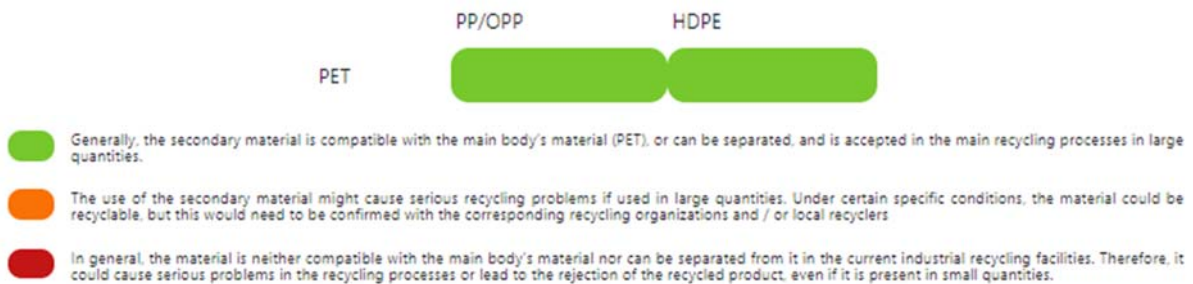 PP/OPP HDPE
PET
Generally, the secondary material is compatible with the main body's material (PET), or can be separated, and is accepted in the main recycling processes in large
quantities.
The use of the secondary material might cause serious recycling problems if used in large quantities. Under certain specific conditions, the material could be
recyclable, but this would need to be confirmed with the corresponding recycling organizations and / or local recyclers
In general, the material is neither compatible with the main body's material nor can be separated from it in the current industrial recycling facilities. Therefore, it
could cause serious problems in the recycling processes or lead to the rejection of the recycled product, even if it is present in small quantities.